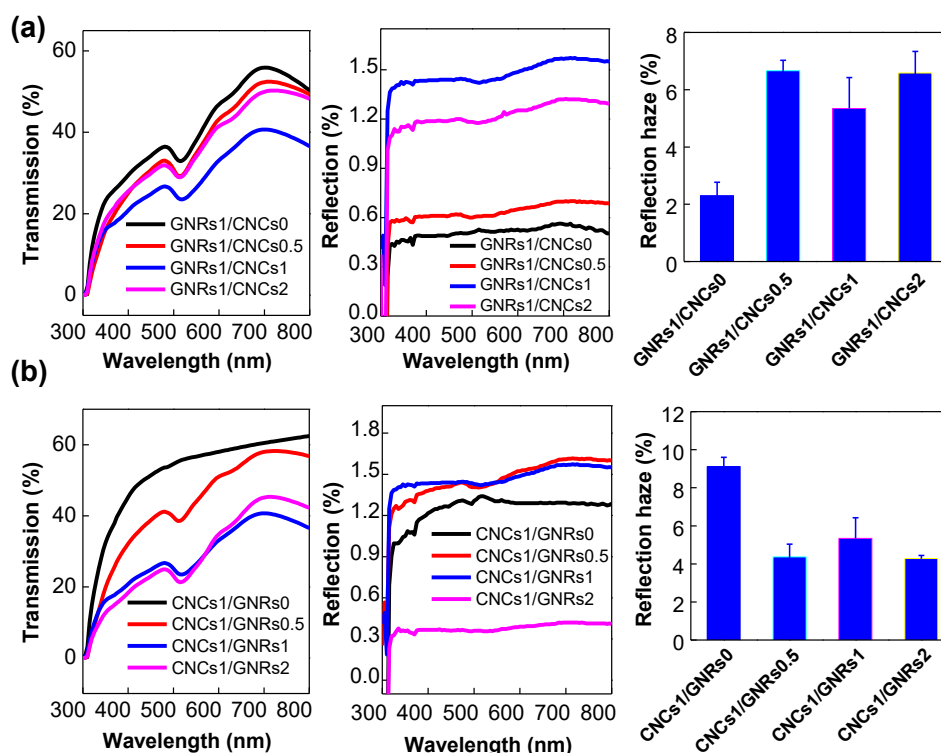 (a)
Transmission (%)
60
40
20
0
GNRs1/CNCs0
GNRs1/CNCs0.5
GNRs1/CNCs1
GNRs1/CNCs2
300 400 500 600 700 800
Wavelength (nm)
Reflection (%)
1.5
1.2
0.9
0.6
0.3
0.0
GNRs1/CNCs0
GNRs1/CNCs0.5
GNRs1/CNCs1
GNRs1/CNCs2
300 400 500 600 700 800
Wavelength (nm)
Reflection haze (%)
8
6
4
2
0
GNRs1/CNCs0
GNRs1/CNCs0.5
GNRs1/CNCs1
GNRs1/CNCs2
(b)
Transmission (%)
60
40
20
0
CNCs1/GNRs0
CNCs1/GNRs0.5
CNCs1/GNRs1
CNCs1/GNRs2
300 400 500 600 700 800
Wavelength (nm)
Reflection (%)
1.8
1.5
1.2
0.9
0.6
0.3
0.0
CNCs1/GNRs0
CNCs1/GNRs0.5
CNCs1/GNRs1
CNCs1/GNRs2
300 400 500 600 700 800
Wavelength (nm)
Reflection haze (%)
12
10
8
6
4
2
0
CNCs1/GNRs0
CNCs1/GNRs0.5
CNCs1/GNRs1
CNCs1/GNRs2